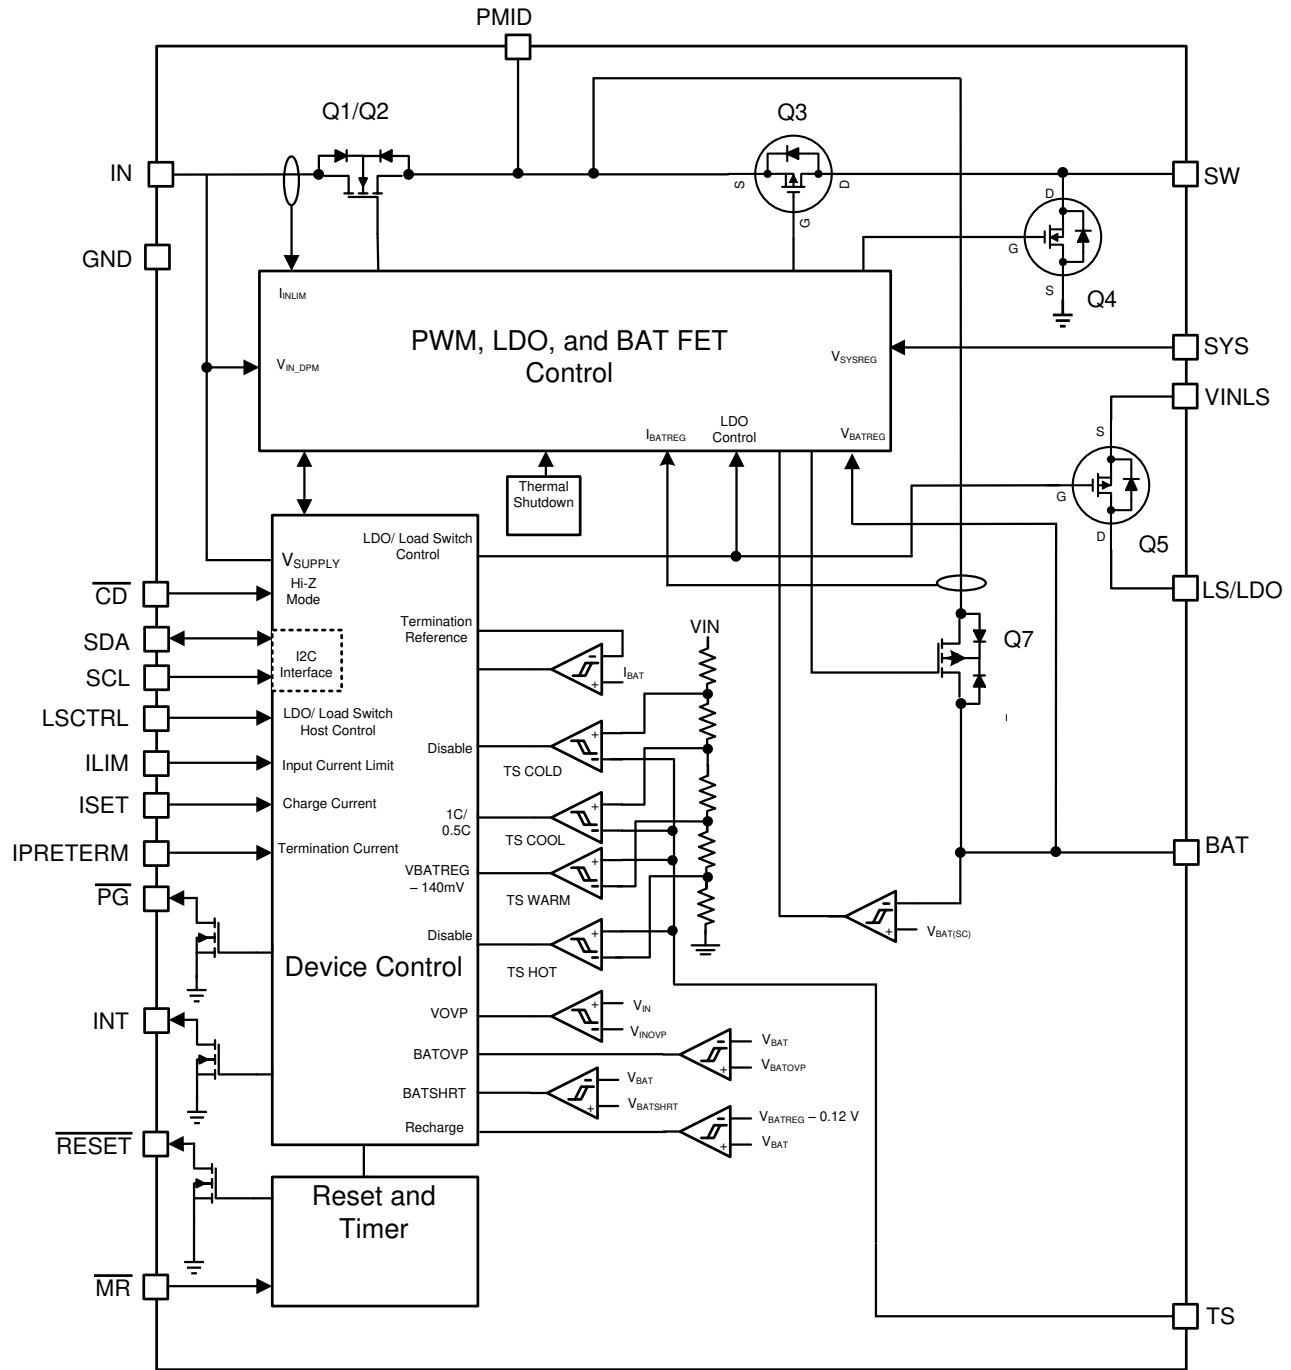 PMID
Q1/Q2
Q3
IN
SW
S
D
G
D
G
S
Q4
GND
IINLIM
PWM, LDO, and BAT FET
Control
VIN_DPM
VSYSREG
SYS
VINLS
IBATREG
LDO
Control
VBATREG
S
G
D
Q5
Thermal
Shutdown
LDO/ Load Switch
Control
VSUPPLY
Hi-Z
Mode
CD
LS/LDO
SDA
I2C
Interface
SCL
Termination
Reference
IBAT
VIN
Q7
LSCTRL
LDO/ Load Switch
Host Control
Disable
TS COLD
ILIM
Input Current Limit
ISET
Charge Current
1C/
0.5C
TS COOL
IPRETERM
Termination Current
BAT
VBATREG
– 140mV
TS WARM
PG
Disable
TS HOT
VBAT(SC)
Device Control
INT
VOVP
VIN
VINOVP
BATOVP
VBAT
VBATOVP
BATSHRT
VBAT
VBATSHRT
Recharge
VBATREG – 0.12 V
VBAT
RESET
Reset and
Timer
MR
TS